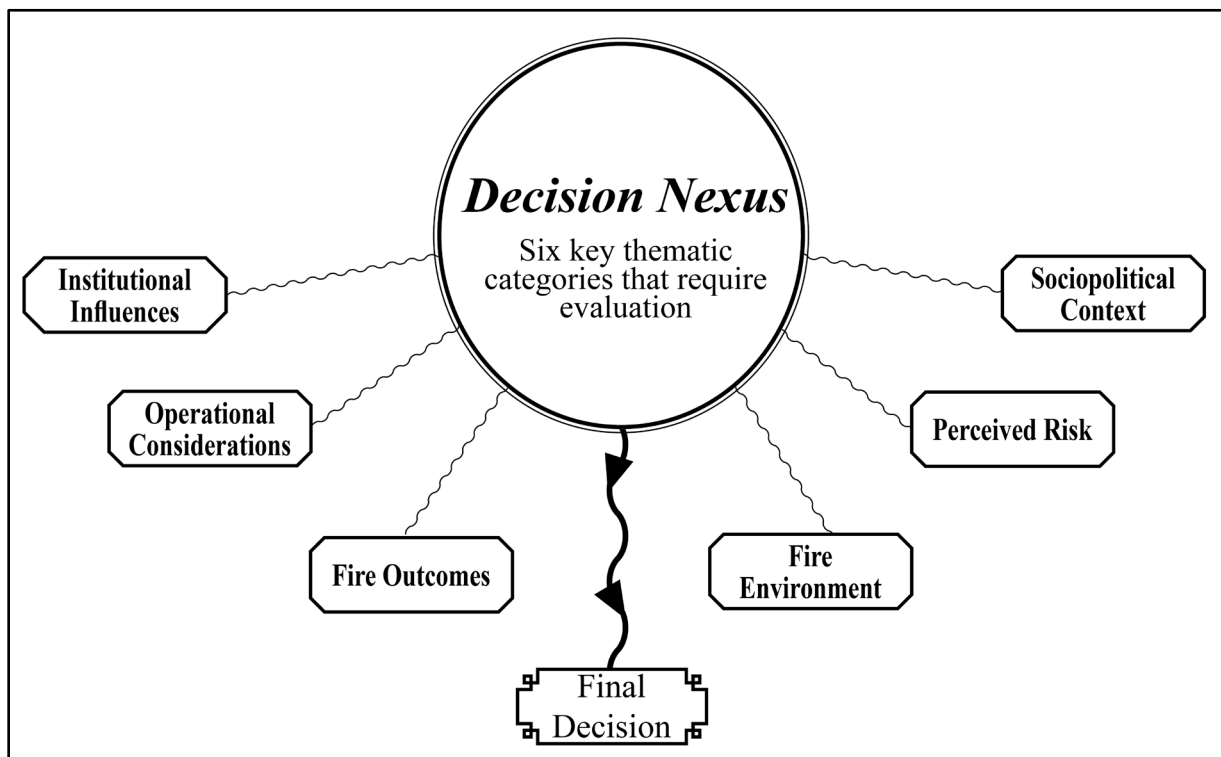 Decision Nexus
Six key thematic
categories that require
evaluation
Institutional
Influences
Sociopolitical
Context
Operational
Considerations
Perceived Risk
Fire Outcomes
Fire
Environment
Final
Decision